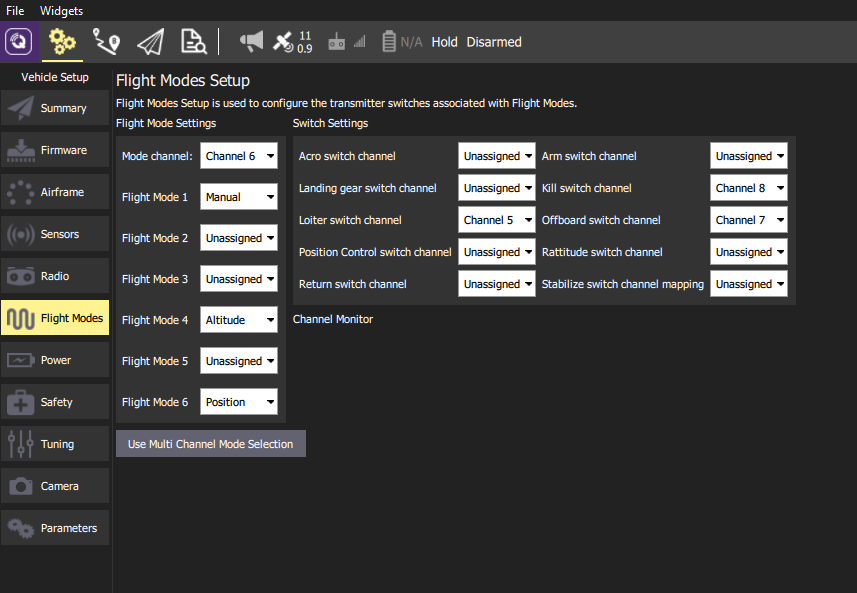 File Widgets
11
0.9
N/A Hold Disarmed
Vehicle Setup
Summary
Firmware
Airframe
Sensors
Radio
Flight Modes
Power
Safety
Tuning
Camera
Parameters
Flight Modes Setup
Flight Modes Setup is used to configure the transmitter switches associated with Flight Modes.
Flight Mode Settings
Mode channel: Channel 6
Flight Mode 1 Manual
Flight Mode 2 Unassigned
Flight Mode 3 Unassigned
Flight Mode 4 Altitude
Flight Mode 5 Unassigned
Flight Mode 6 Position
Use Multi Channel Mode Selection
Switch Settings
Acro switch channel Unassigned Arm switch channel Unassigned
Landing gear switch channel Unassigned Kill switch channel Channel 8
Loiter switch channel Channel 5 Offboard switch channel Channel 7
Position Control switch channel Unassigned Rattitude switch channel Unassigned
Return switch channel Unassigned Stabilize switch channel mapping Unassigned
Channel Monitor